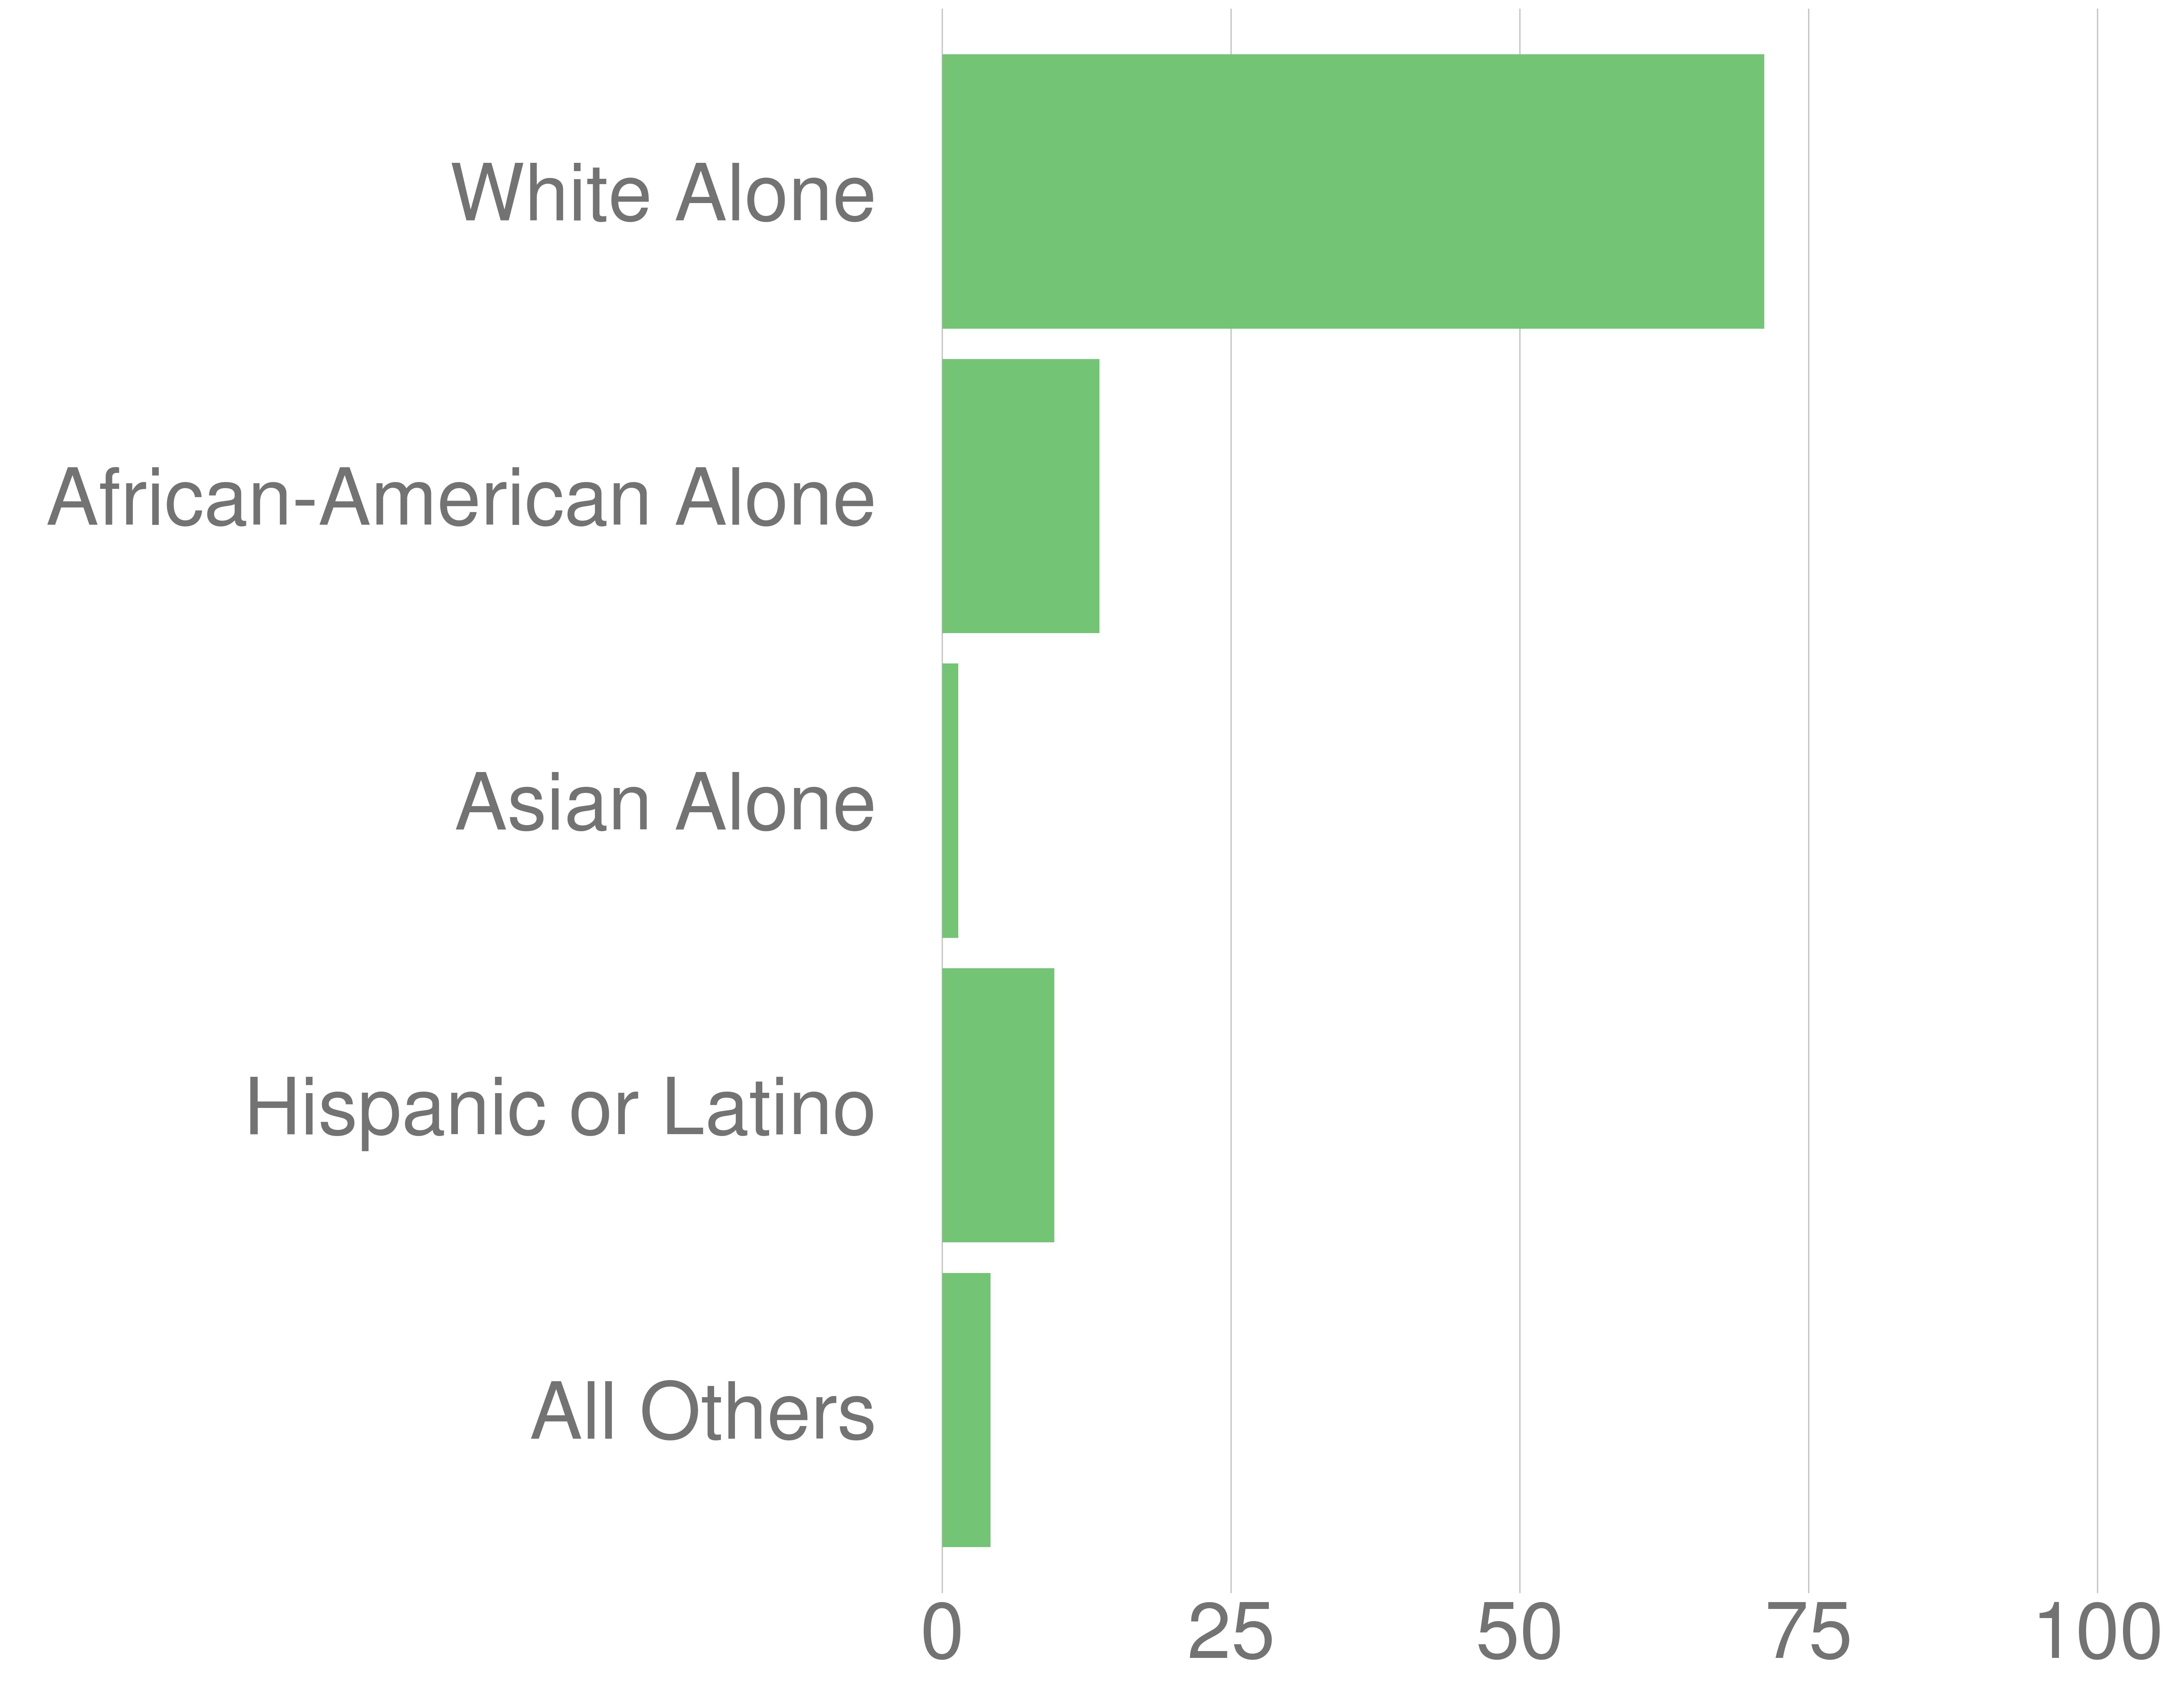 White Alone
African-American Alone
Asian Alone
Hispanic or Latino
All Others
0 25 50 75 100